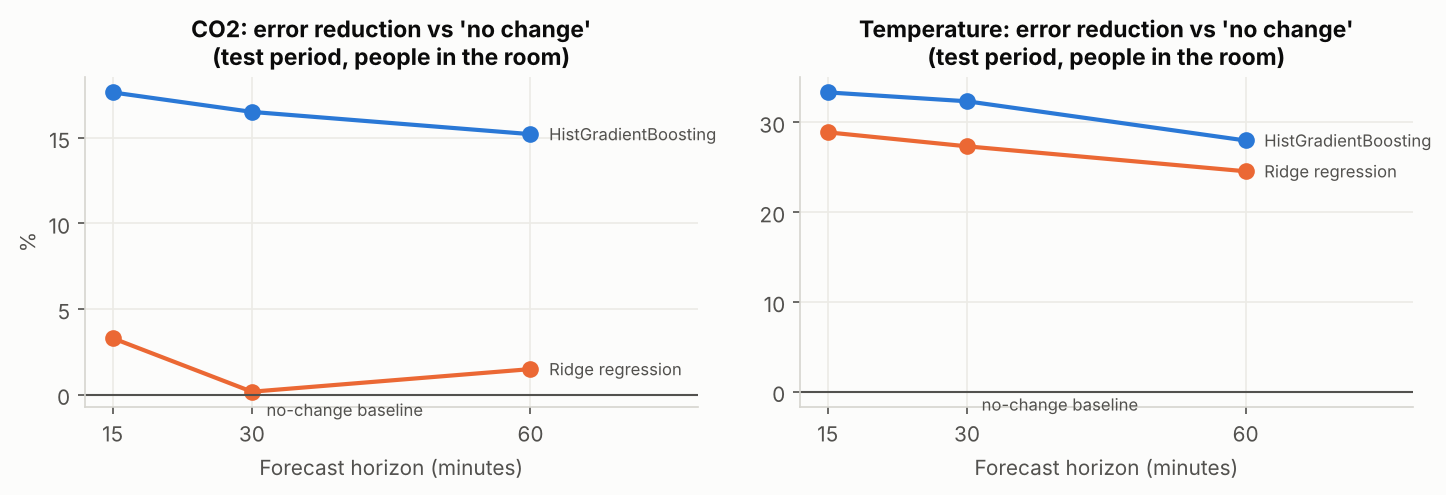 CO2: error reduction vs 'no change'
(test period, people in the room)
%
15
10
5
0
HistGradientBoosting
Ridge regression
no-change baseline
15 30 60
Forecast horizon (minutes)
Temperature: error reduction vs 'no change'
(test period, people in the room)
30
20
10
0
HistGradientBoosting
Ridge regression
no-change baseline
15 30 60
Forecast horizon (minutes)